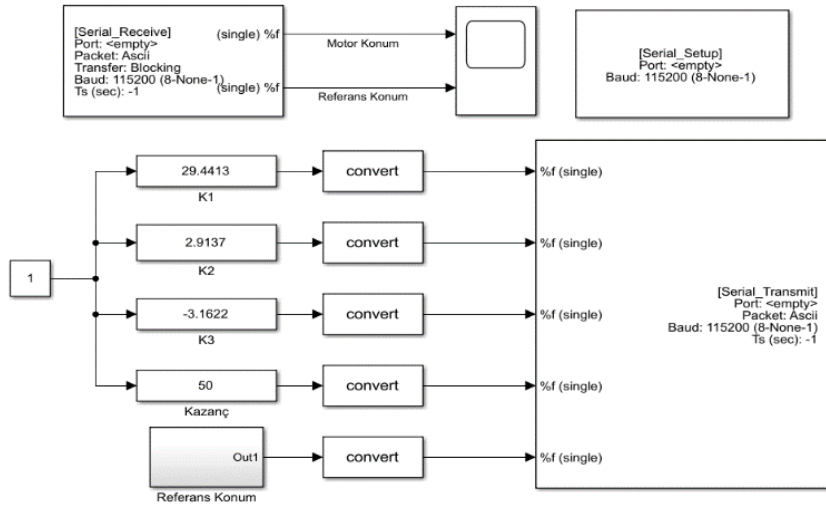 [Serial_Receive]
Port: <empty>
Packet: Ascii
Transfer: Blocking
Baud: 115200 (8-None-1)
Ts (sec): -1
(single) %f
(single) %f
Motor Konum
Referans Konum
[Serial_Setup]
Port: <empty>
Baud: 115200 (8-None-1)
1
29.4413
K1
convert
%f (single)
2.9137
K2
convert
%f (single)
-3.1622
K3
convert
%f (single)
50
Kazanç
convert
%f (single)
Out1
Referans Konum
convert
%f (single)
[Serial_Transmit]
Port: <empty>
Packet: Ascii
Baud: 115200 (8-None-1)
Ts (sec): -1